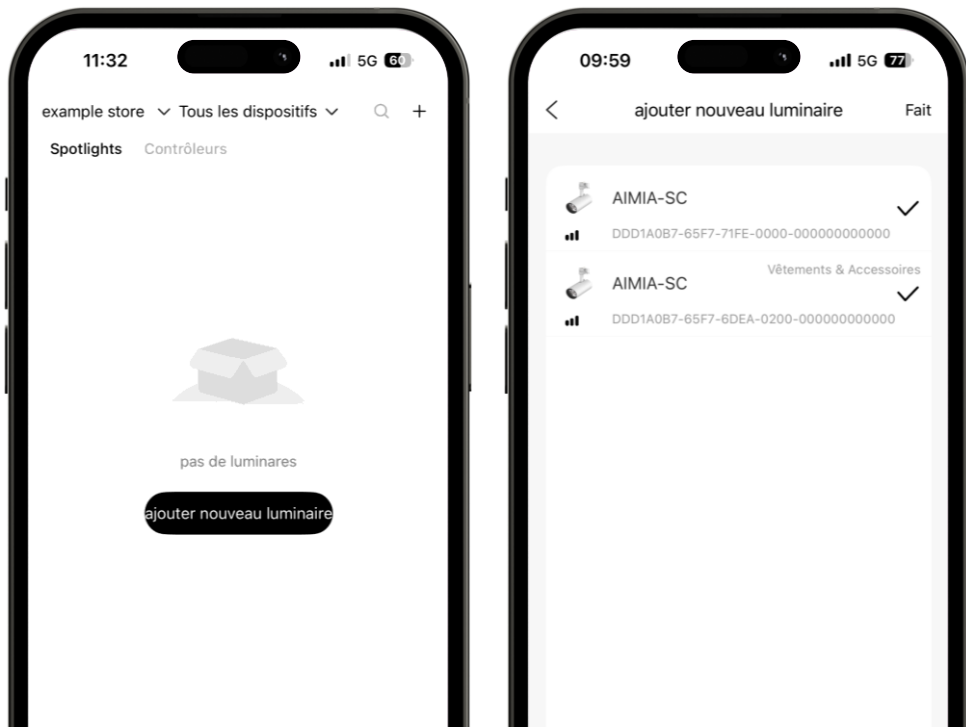 11:32
5G 60
example store Tous les dispositifs
Spotlights Contrôleurs
pas de luminares
ajouter nouveau luminaire
09:59
5G 77
ajouter nouveau luminaire Fait
AIMIA-SC
DDD1A0B7-65F7-71FE-0000-000000000000
Vêtements & Accessoires
AIMIA-SC
DDD1A0B7-65F7-6DEA-0200-000000000000